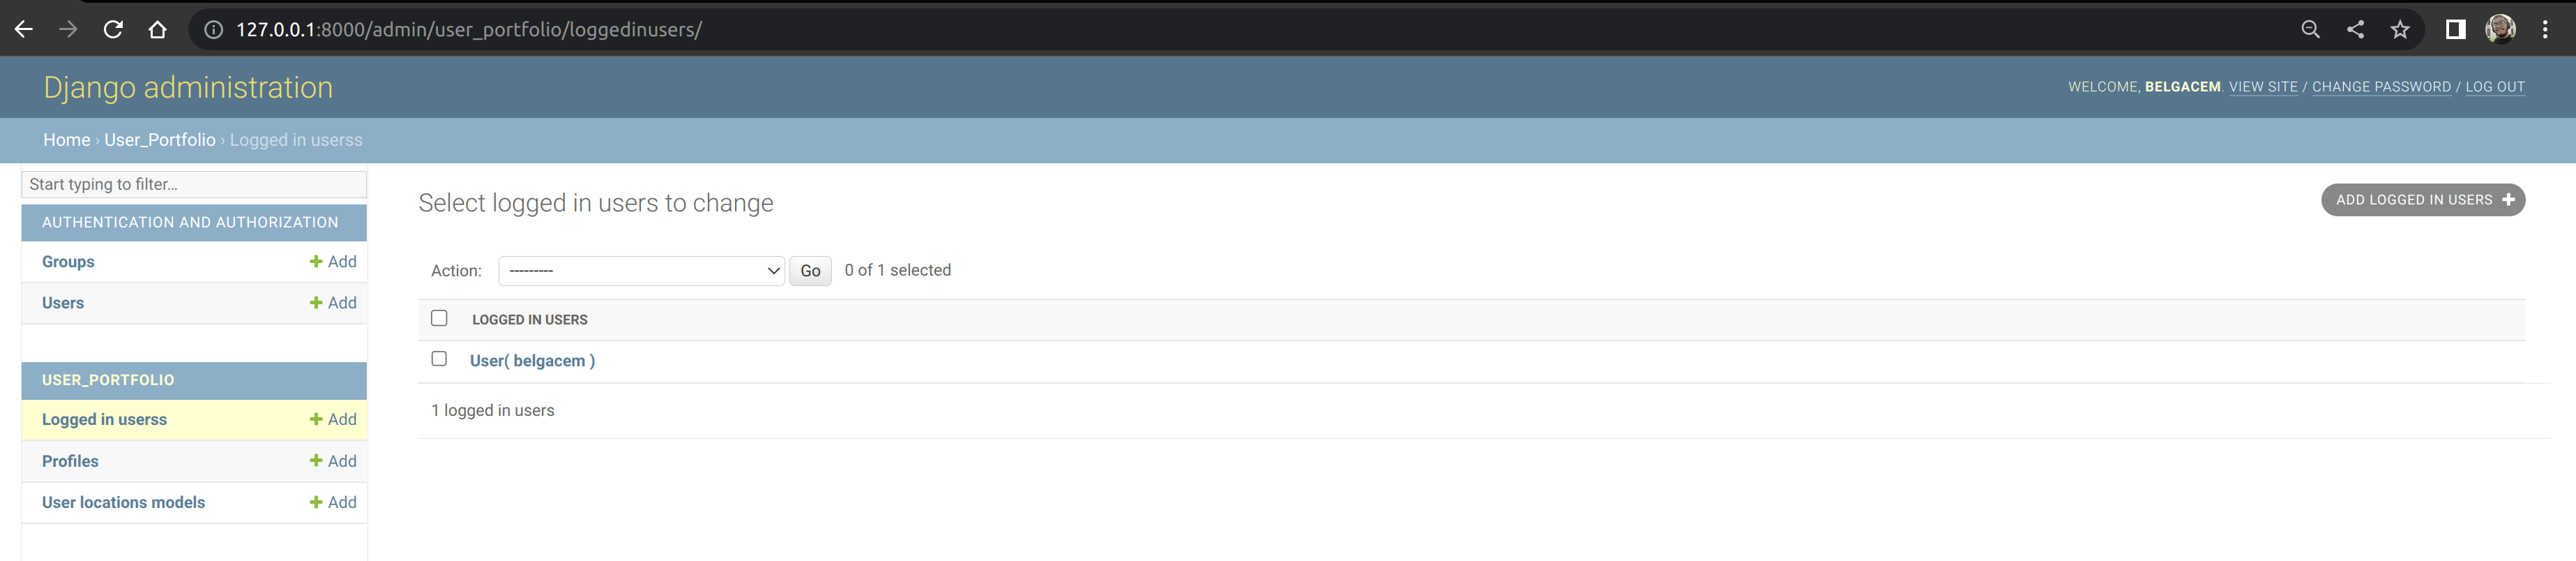 127.0.0.1:8000/admin/user_portfolio/loggedinusers/
Django administration
WELCOME, BELGACEM. VIEW SITE / CHANGE PASSWORD / LOG OUT
Home › User_Portfolio › Logged in userss
Start typing to filter...
AUTHENTICATION AND AUTHORIZATION
Groups + Add
Users + Add
USER_PORTFOLIO
Logged in userss + Add
Profiles + Add
User locations models + Add
Select logged in users to change
ADD LOGGED IN USERS +
Action: --------- Go 0 of 1 selected
LOGGED IN USERS
User( belgacem )
1 logged in users